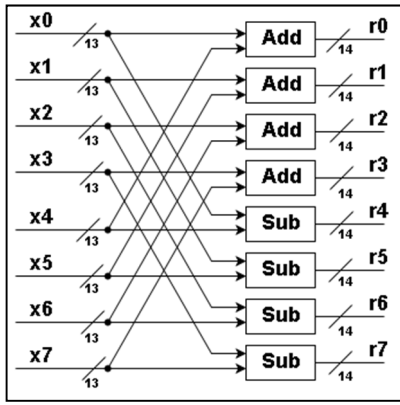 x0 13 Add 14 r0
x1 13 Add 14 r1
x2 13 Add 14 r2
x3 13 Add 14 r3
x4 13 Sub 14 r4
x5 13 Sub 14 r5
x6 13 Sub 14 r6
x7 13 Sub 14 r7